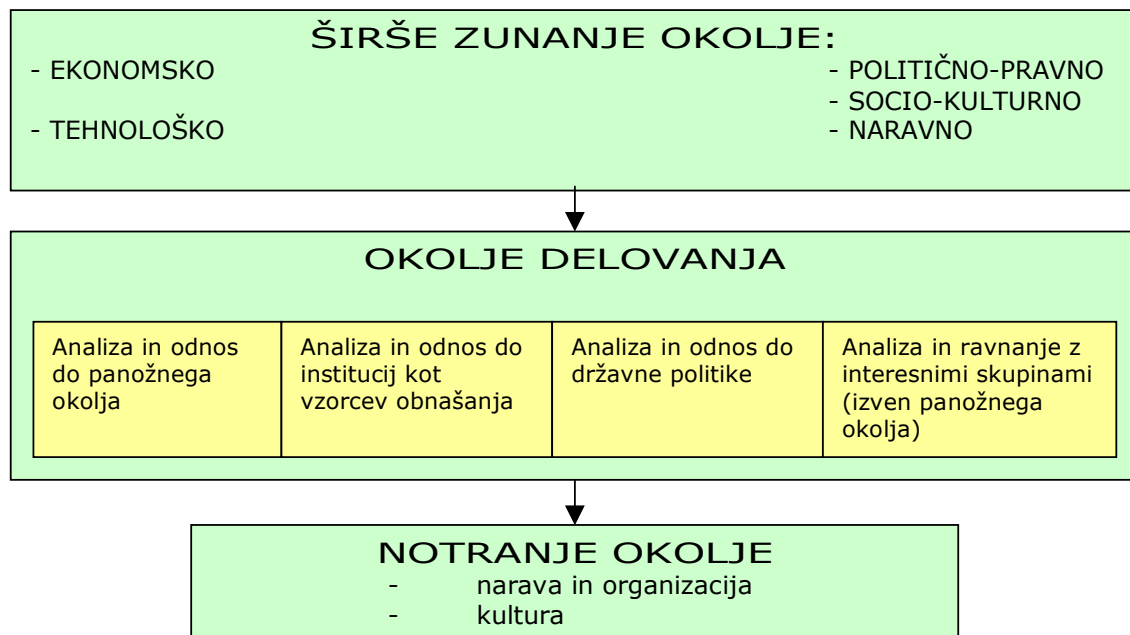 ŠIRŠE ZUNANJE OKOLJE:
- EKONOMSKO
- TEHNOLOŠKO
- POLITIČNO-PRAVNO
- SOCIO-KULTURNO
- NARAVNO
OKOLJE DELOVANJA
Analiza in odnos
do panožnega
okolja
Analiza in odnos do
institucij kot
vzorcev obnašanja
Analiza in odnos do
državne politike
Analiza in ravnanje z
interesnimi skupinami
(izven panožnega
okolja)
NOTRANJE OKOLJE
- narava in organizacija
- kultura